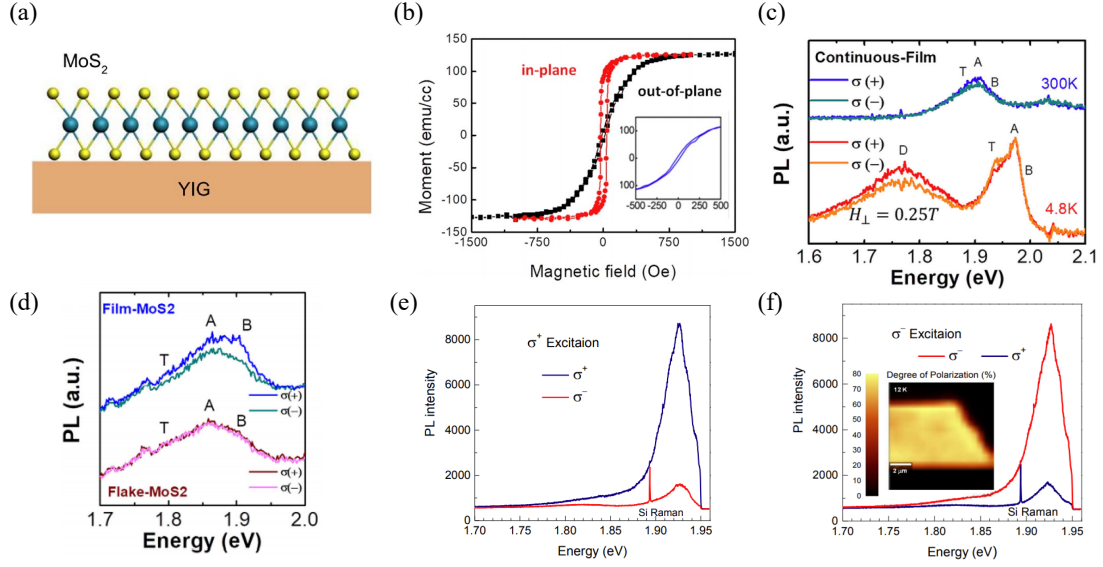 (a)
MoS2
YIG
(b)
150
100
50
0
-50
-100
-150
-1500
-750
0
750
1500
Moment (emu/cc)
Magnetic field (Oe)
in-plane
out-of-plane
100
0
100
-500
-250
0
250
500
(c)
Continuous-Film
σ (+)
σ (−)
T
A
B
300K
σ (+)
σ (−)
D
T
A
B
H⊥ = 0.25T
4.8K
PL (a.u.)
1.6
1.7
1.8
1.9
2.0
2.1
Energy (eV)
(d)
Film-MoS2
A
B
T
σ(+)
σ(−)
A
B
T
σ(+)
σ(−)
Flake-MoS2
PL (a.u.)
1.7
1.8
1.9
2.0
Energy (eV)
(e)
8000
6000
4000
2000
0
PL intensity
σ+ Excitaion
σ+
σ−
Si Raman
1.70
1.75
1.80
1.85
1.90
1.95
Energy (eV)
(f)
8000
6000
4000
2000
0
PL intensity
σ− Excitaion
σ−
σ+
Degree of Polarization (%)
80
70
60
50
40
30
20
10
0
12 K
2 μm
Si Raman
1.70
1.75
1.80
1.85
1.90
1.95
Energy (eV)